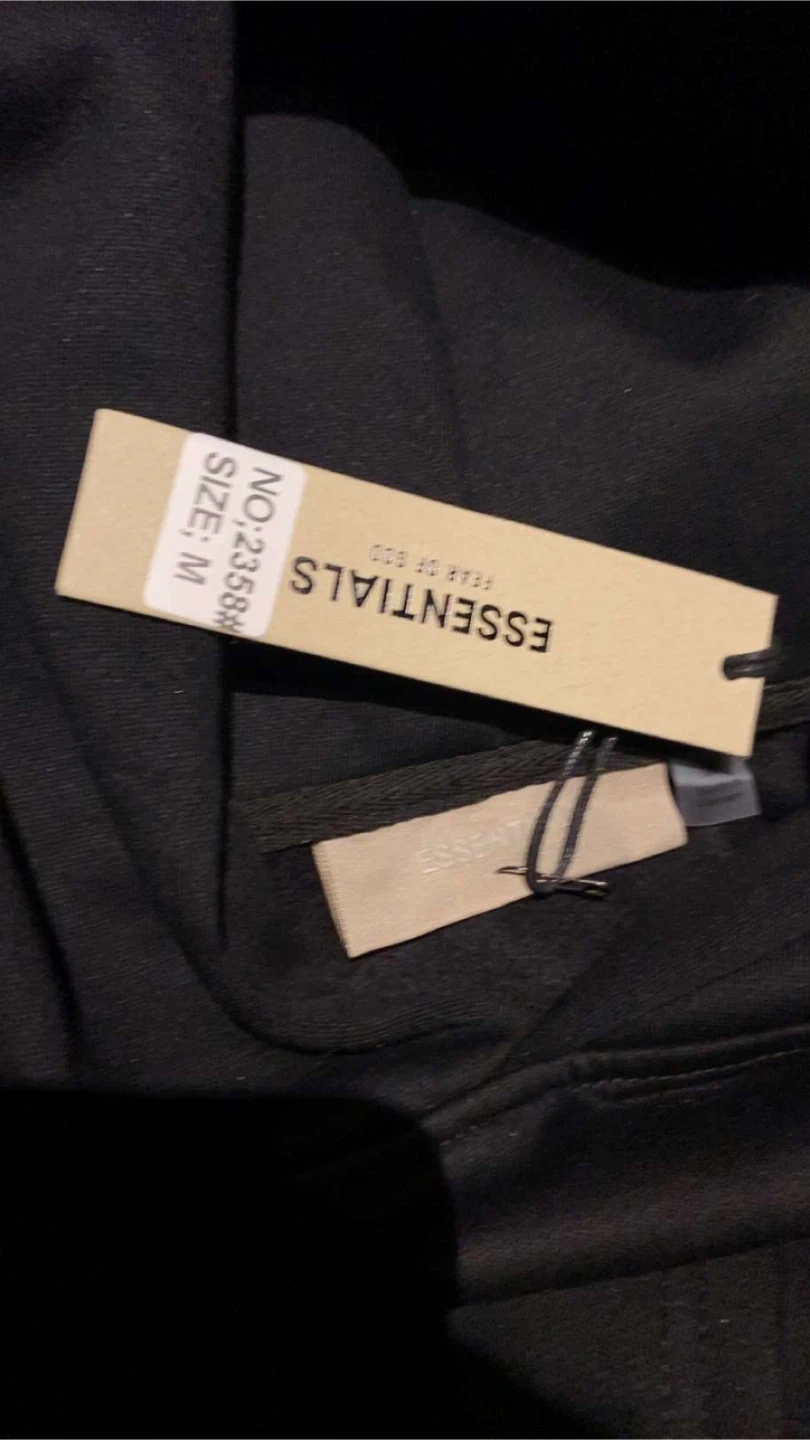 ESSENTIALS
FEAR OF GOD
NO;2358#
SIZE; M